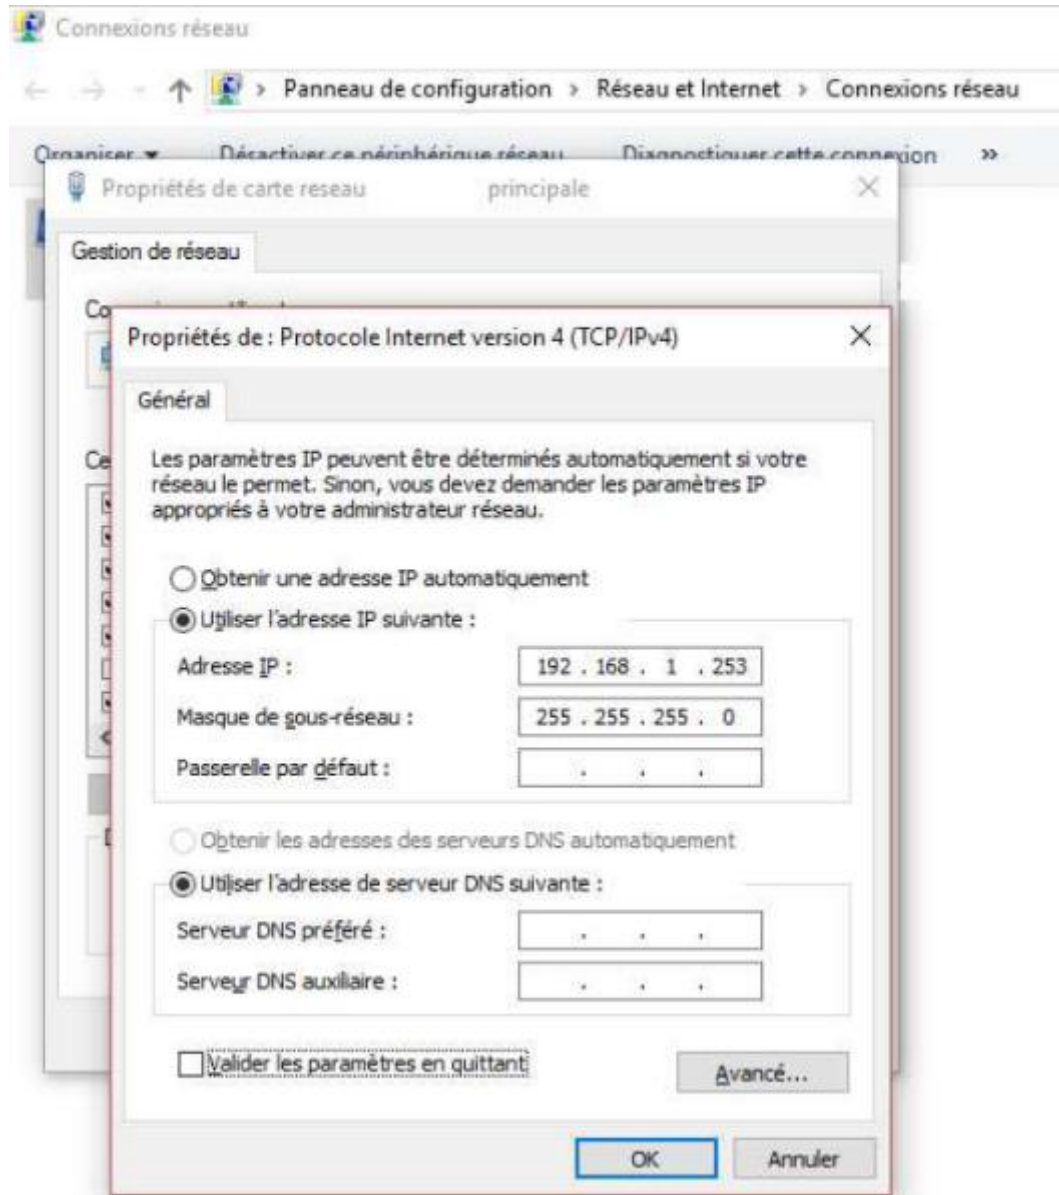 Connexions réseau
Panneau de configuration > Réseau et Internet > Connexions réseau
Organiser Désactiver ce périphérique réseau Diagnostiquer cette connexion »
Propriétés de carte reseau principale
Gestion de réseau
Co
Propriétés de : Protocole Internet version 4 (TCP/IPv4)
Général
Ce
Les paramètres IP peuvent être déterminés automatiquement si votre
réseau le permet. Sinon, vous devez demander les paramètres IP
appropriés à votre administrateur réseau.
Obtenir une adresse IP automatiquement
Utiliser l'adresse IP suivante :
Adresse IP : 192 . 168 . 1 . 253
Masque de sous-réseau : 255 . 255 . 255 . 0
Passerelle par défaut : . . .
Obtenir les adresses des serveurs DNS automatiquement
Utiliser l'adresse de serveur DNS suivante :
Serveur DNS préféré : . . .
Serveur DNS auxiliaire : . . .
Valider les paramètres en quittant
Avancé...
OK Annuler